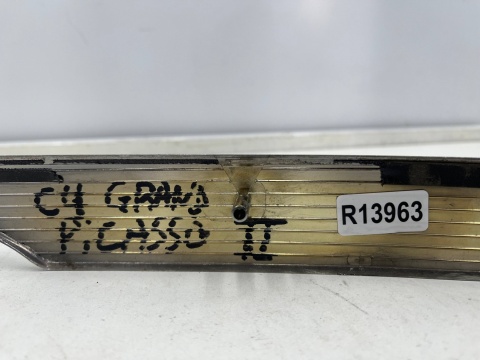 C4 GRAND
PiCASSO II
R13963